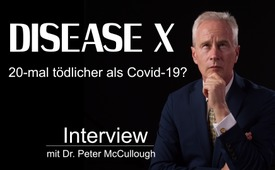 DISEASE X
20-mal tödlicher als Covid-19?
Interview
mit Dr. Peter McCullough